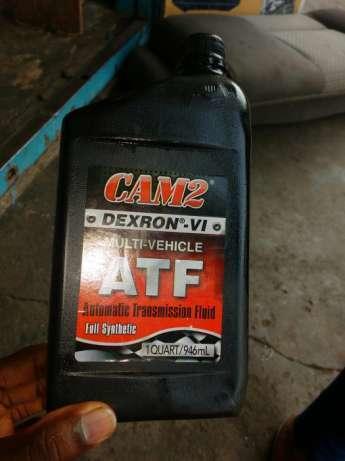 CAM2
DEXRON®-VI
MULTI-VEHICLE
ATF
Automatic Transmission Fluid
Full Synthetic
1 QUART/946mL